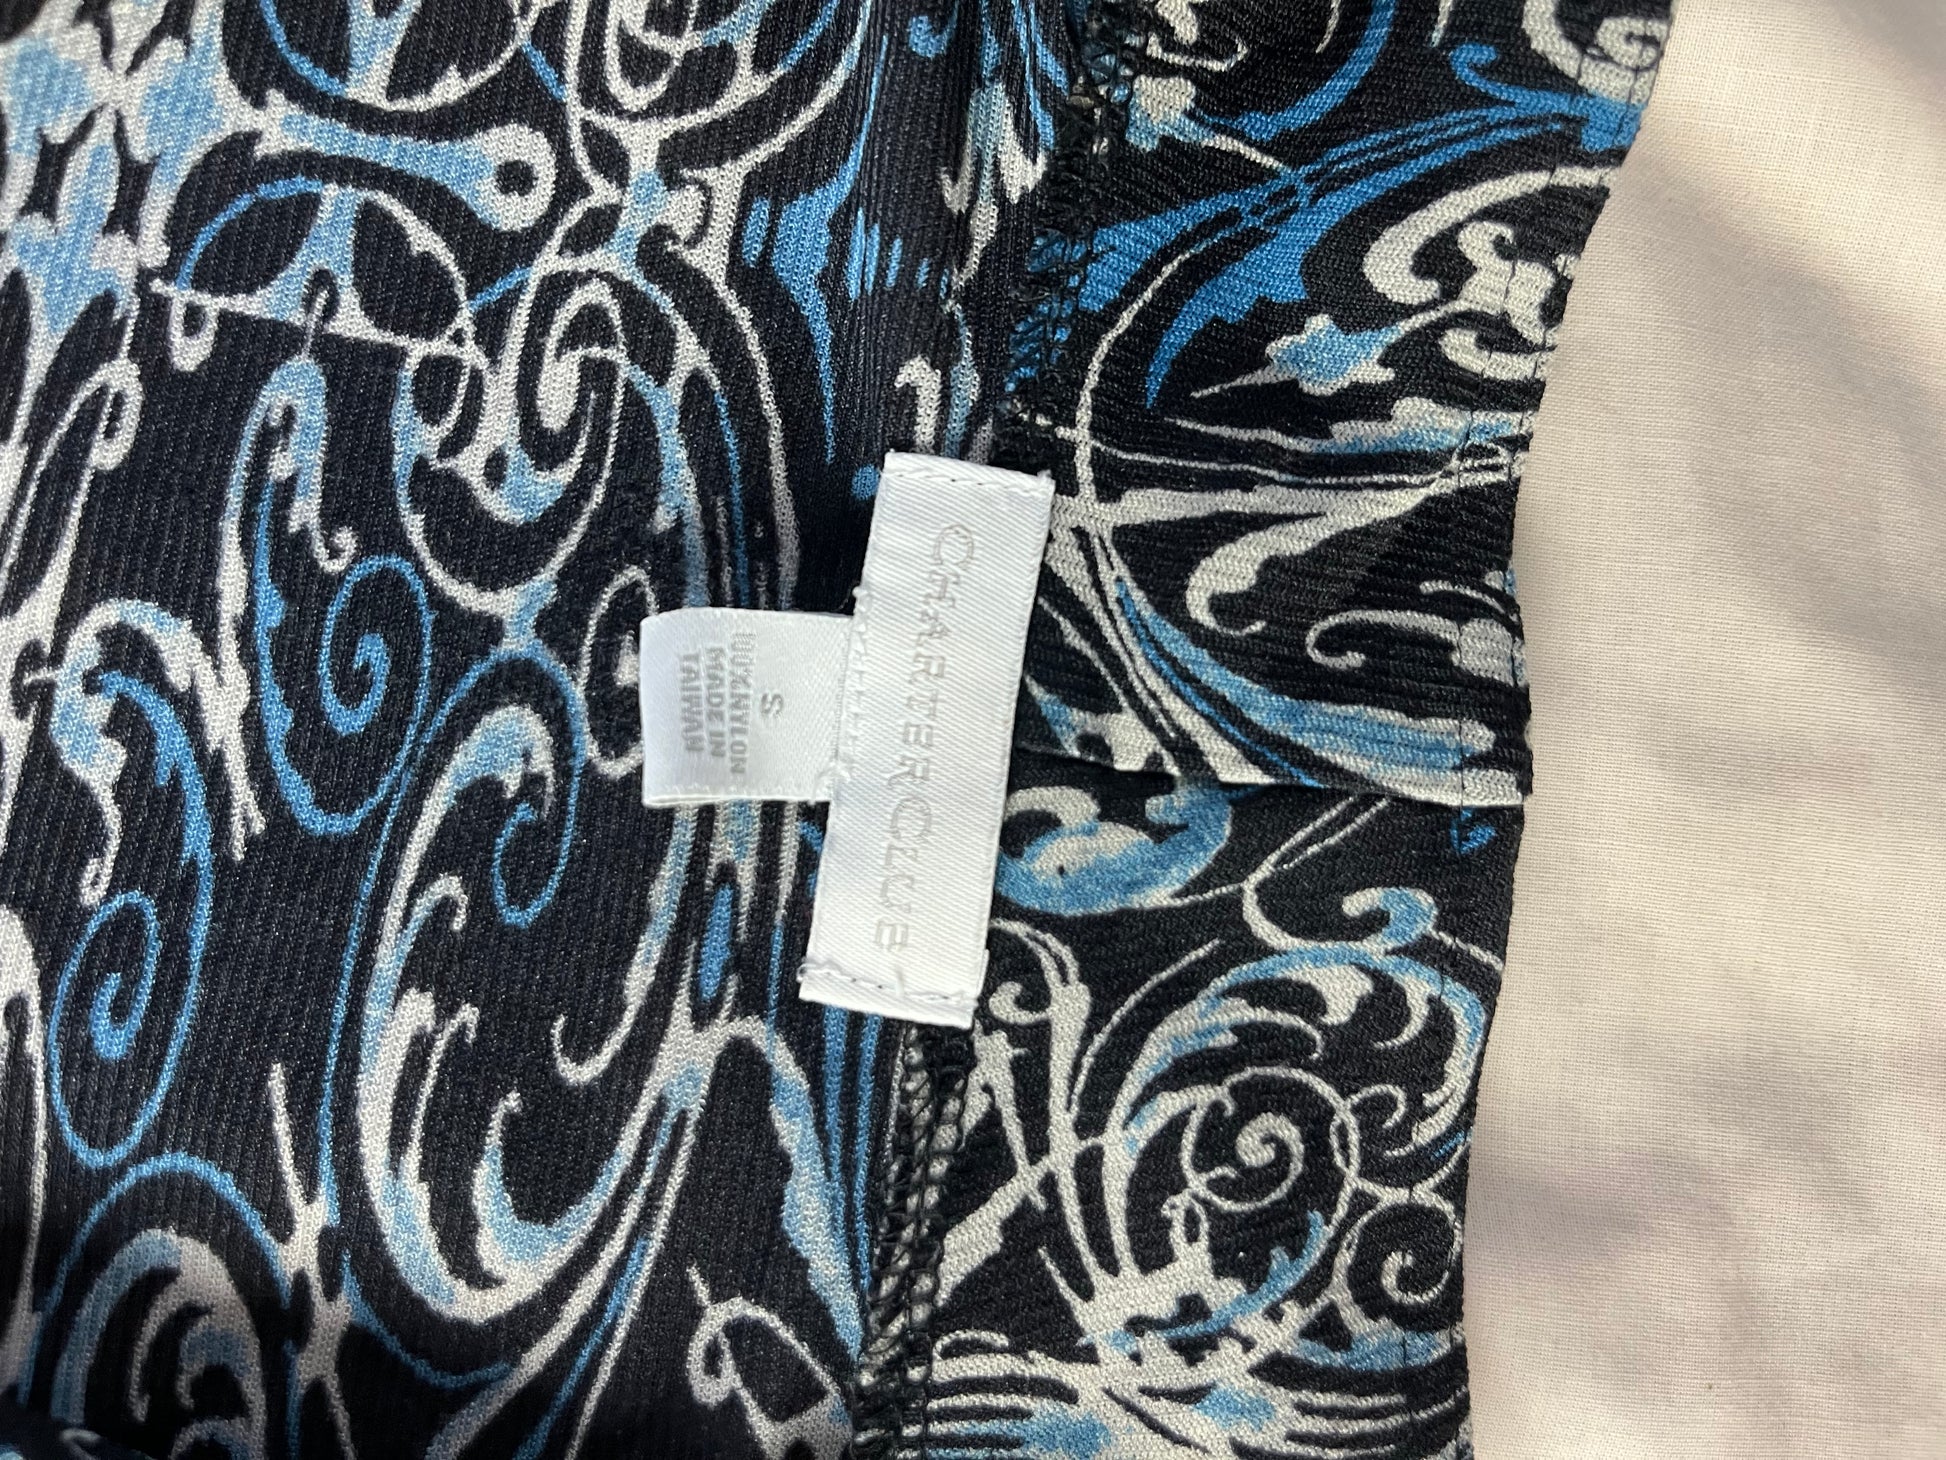 CHARTER CLUB
S
100% NYLON
MADE IN
TAIWAN